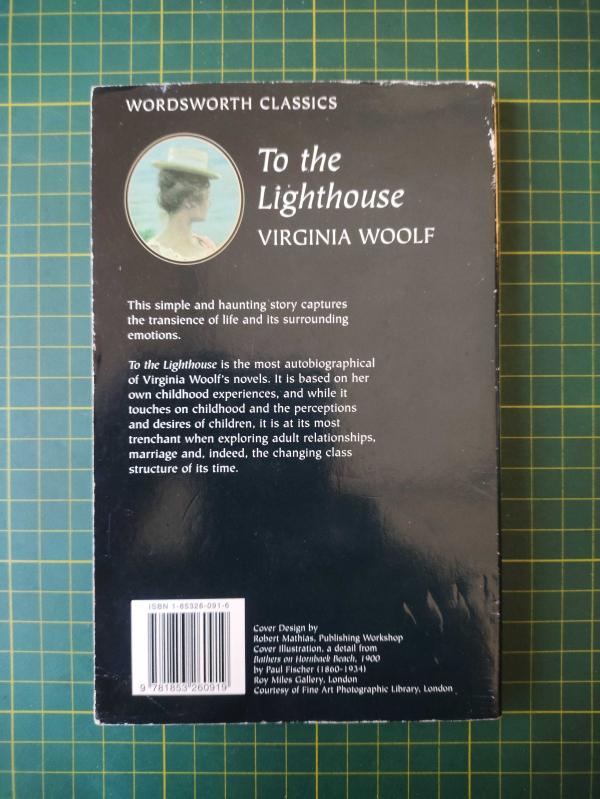 WORDSWORTH CLASSICS
To the
Lighthouse
VIRGINIA WOOLF
This simple and haunting story captures
the transience of life and its surrounding
emotions.
To the Lighthouse is the most autobiographical
of Virginia Woolf's novels. It is based on her
own childhood experiences, and while it
touches on childhood and the perceptions
and desires of children, it is at its most
trenchant when exploring adult relationships,
marriage and, indeed, the changing class
structure of its time.
ISBN 1-85326-091-6
9 781853 260919
Cover Design by
Robert Mathias, Publishing Workshop
Cover Illustration, a detail from
Bathers on Hornback Beach, 1900
by Paul Fischer (1860-1934)
Roy Miles Gallery, London
Courtesy of Fine Art Photographic Library, London